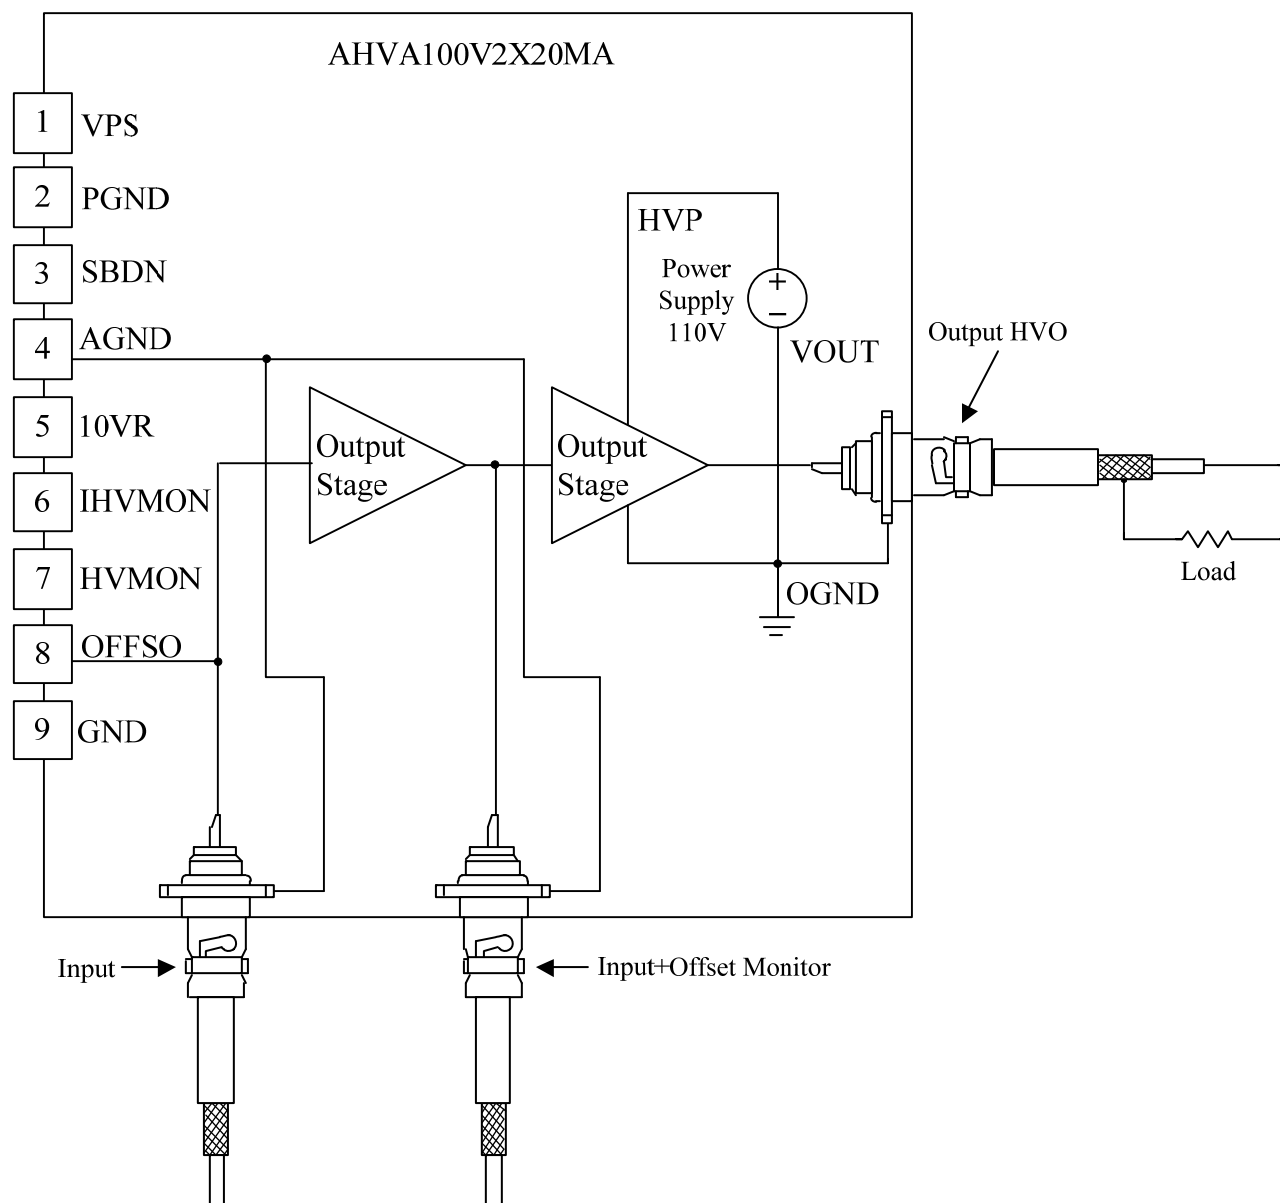 AHVA100V2X20MA
1 VPS
2 PGND
3 SBDN
4 AGND
5 10VR
6 IHVMON
7 HVMON
8 OFFSO
9 GND
HVP
Power
Supply
110V
+
−
VOUT
Output HVO
Output
Stage
Output
Stage
OGND
Load
Input
Input+Offset Monitor